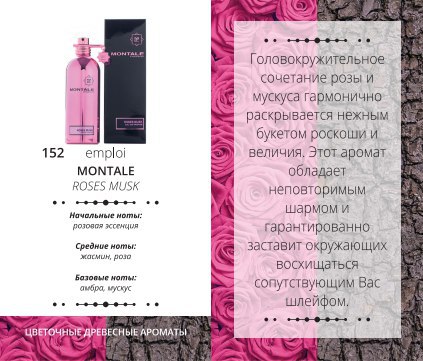 MONTALE
MONTALE
152 emploi
MONTALE
ROSES MUSK
Начальные ноты:
розовая эссенция
Средние ноты:
жасмин, роза
Базовые ноты:
амбра, мускус
ЦВЕТОЧНЫЕ ДРЕВЕСНЫЕ АРОМАТЫ
Головокружительное
сочетание розы и
мускуса гармонично
раскрывается нежным
букетом роскоши и
величия. Этот аромат
обладает
неповторимым
шармом и
гарантированно
заставит окружающих
восхищаться
сопутствующим Вас
шлейфом.